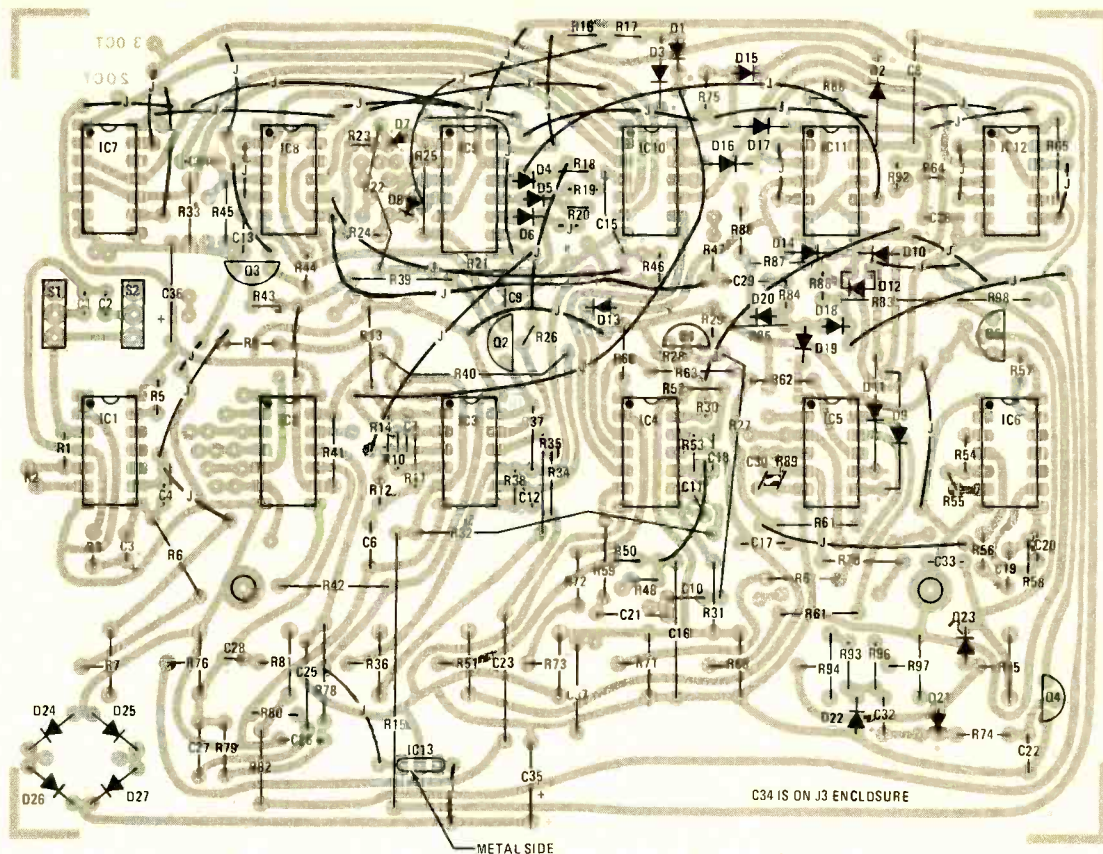 R16 R17 D1
3 OCT D3 D15 D2 C8
2 OCT R75 R86
J J J J J J J J J J
IC7 IC8 R23 D7 IC9 IC10 D17 IC11 IC12 R65
R25 D16
R22 D4 R18 R92 R64
D8 D5 R19
R33 R45 D6 R20 C15
C13 R24 J R88
Q3 R44 R21 R47 D14 D10
R39 R46 R87
S1 S2 C36 C29 D12
C1 C2 R43 C9 R84 R83 R98
D13 D20 D18
R13 Q2 R26 R29
D19
R40 R28 R63 R57
R62
R5 R30 D11
IC1 IC3 IC4 IC5 D9 IC6
R1 R14 37 R27
R41 R10 R35 R53 R54
R11 R34 C18 R89
C4 R12 R38 C11 R55
C12
J
R32 R61
R6 C6 C17 J R56 C20
C3 R50 C33
R42 R72 R59 R48 C10 C19 R58
C21 R31 R61
C16 D23
R7 R76 C28 R81 R36 R51 C23 R73 R71 R94 R93 R96 R97
C25
R78
D24 D25 R80 J R15 D22 C32 D21 Q4
C27 R79 IC13 R74 C22
R82
D26 D27 C35
C34 IS ON J3 ENCLOSURE
METAL SIDE